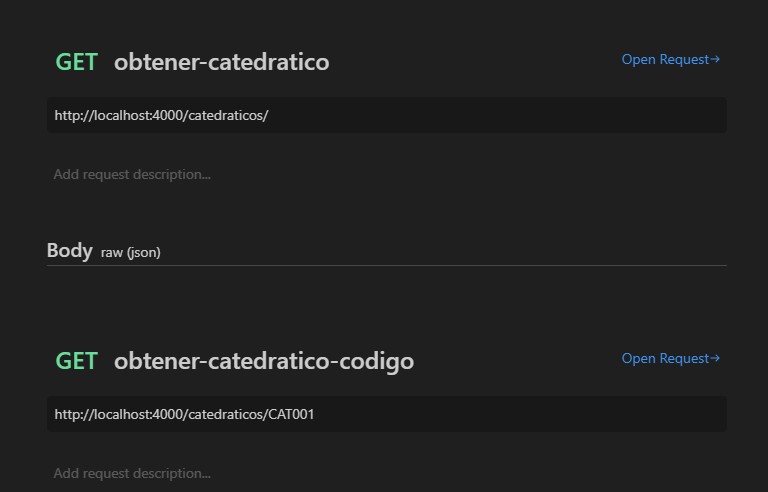 GET obtener-catedratico Open Request→
http://localhost:4000/catedraticos/
Add request description...
Body raw (json)
GET obtener-catedratico-codigo Open Request→
http://localhost:4000/catedraticos/CAT001
Add request description...